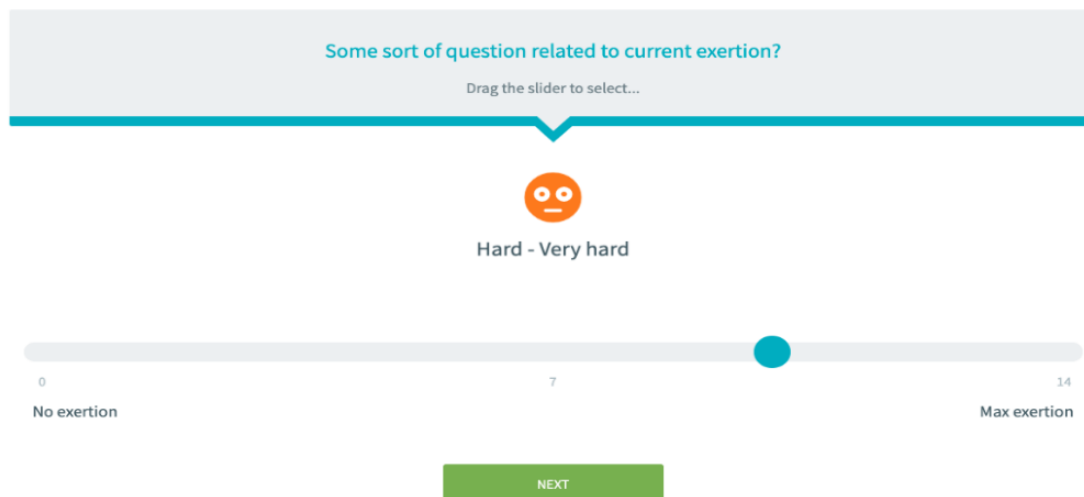 Some sort of question related to current exertion?
Drag the slider to select...
Hard - Very hard
0 7 14
No exertion Max exertion
NEXT